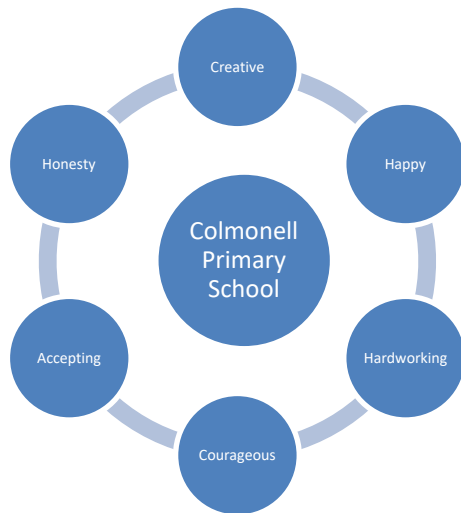 Creative
Honesty
Happy
Colmonell
Primary
School
Accepting
Hardworking
Courageous